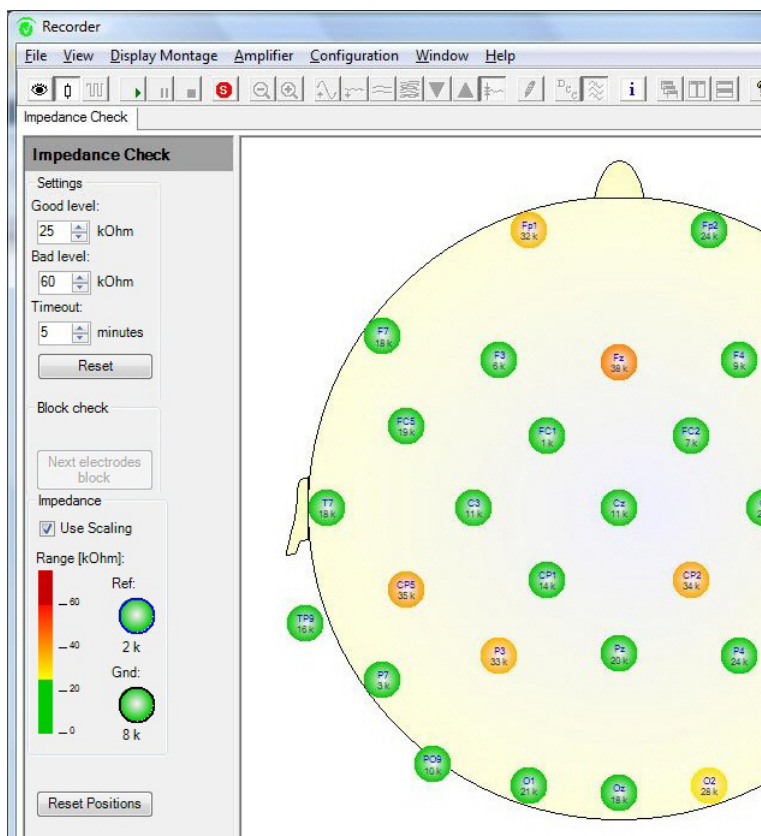 Recorder
File View Display Montage Amplifier Configuration Window Help
Impedance Check
Impedance Check
Settings
Good level:
25 kOhm
Bad level:
60 kOhm
Timeout:
5 minutes
Reset
Block check
Next electrodes
block
Impedance
Use Scaling
Range [kOhm]:
Ref:
60
2 k
40
Gnd:
20
0
8 k
Reset Positions
Fp1
32 k
Fp2
24 k
F7
18 k
F3
6 k
Fz
38 k
F4
9 k
FC5
19 k
FC1
1 k
FC2
7 k
T7
18 k
C3
11 k
Cz
11 k
CP5
35 k
CP1
14 k
CP2
34 k
TP9
16 k
P7
3 k
P3
33 k
Pz
20 k
P4
24 k
PO9
10 k
O1
21 k
Oz
18 k
O2
28 k